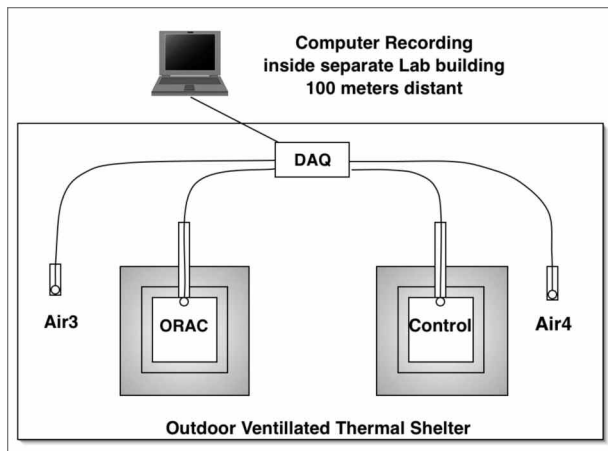 Computer Recording
inside separate Lab building
100 meters distant
DAQ
Air3
ORAC
Control
Air4
Outdoor Ventillated Thermal Shelter